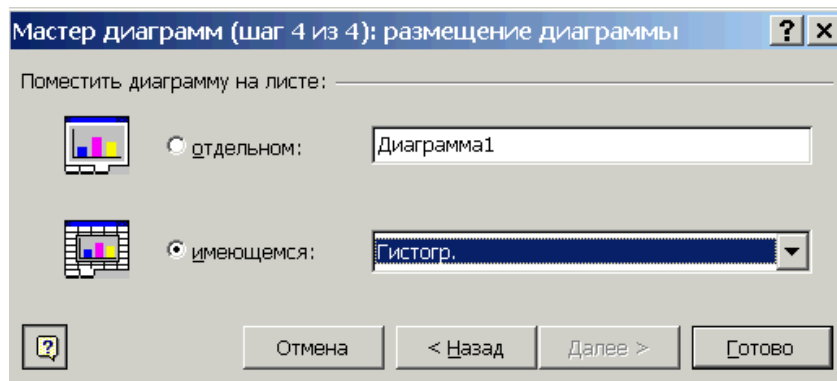 Мастер диаграмм (шаг 4 из 4): размещение диаграммы
Поместить диаграмму на листе:
отдельном: Диаграмма1
имеющемся: Гистогр.
Отмена < Назад Далее > Готово